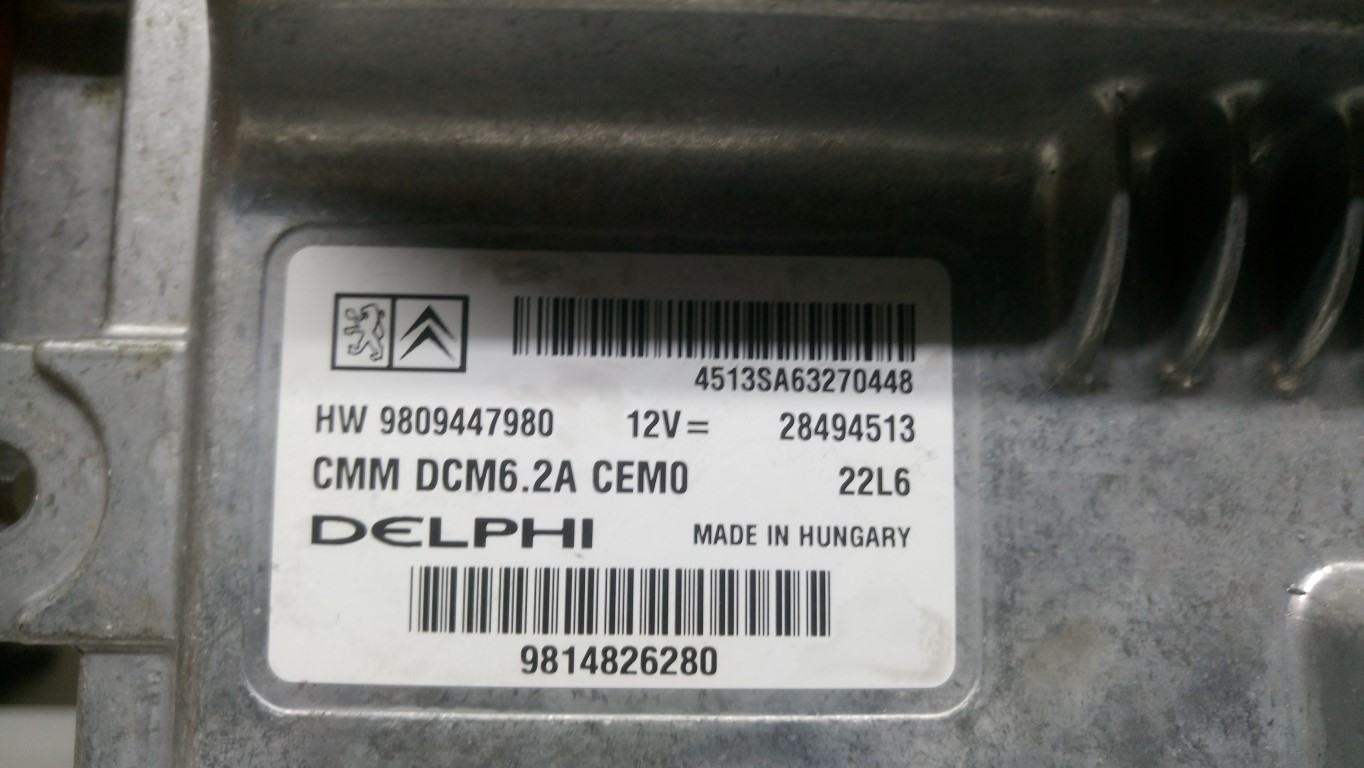 4513SA63270448
HW 9809447980 12V= 28494513
CMM DCM6.2A CEM0 22L6
DELPHI MADE IN HUNGARY
9814826280